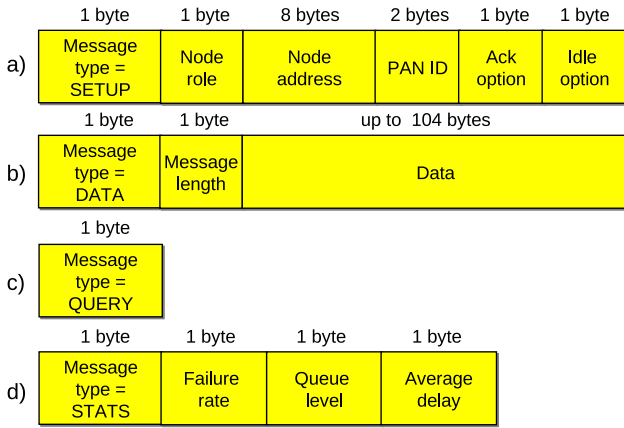 1 byte 1 byte 8 bytes 2 bytes 1 byte 1 byte
a)
Message
type =
SETUP
Node
role
Node
address
PAN ID
Ack
option
Idle
option
1 byte 1 byte up to 104 bytes
b)
Message
type =
DATA
Message
length
Data
1 byte
c)
Message
type =
QUERY
1 byte 1 byte 1 byte 1 byte
d)
Message
type =
STATS
Failure
rate
Queue
level
Average
delay